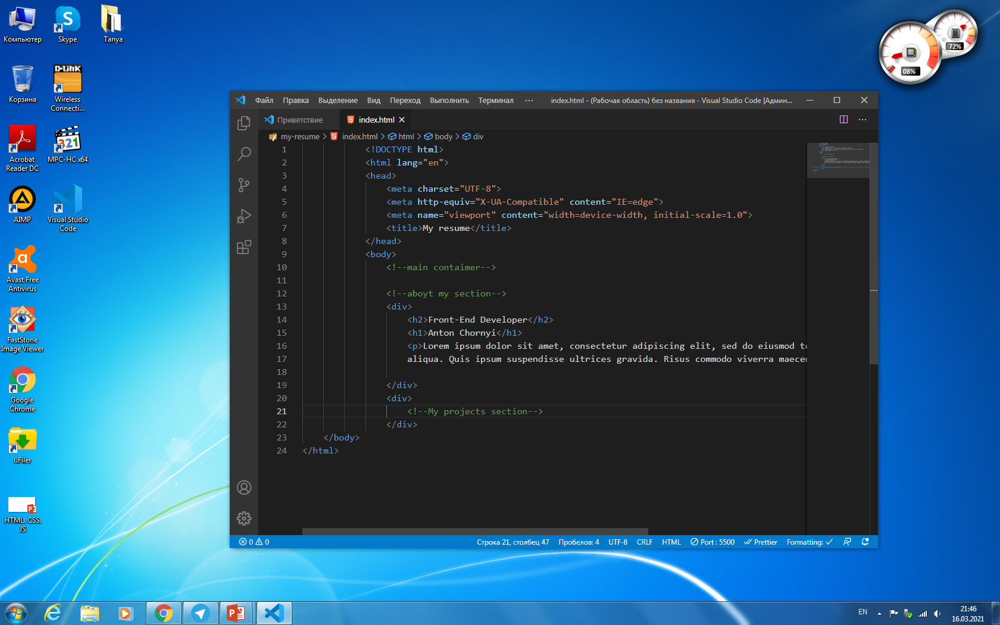 Компьютер
Skype
Tanya
Корзина
D-Link
Wireless
Connecti...
Acrobat
Reader DC
321
MPC-HC x64
AIMP
Visual Studio
Code
Avast Free
Antivirus
FastStone
Image Viewer
Google
Chrome
uFiler
HTML. CSS.
JS
72%
08%
Файл Правка Выделение Вид Переход Выполнить Терминал ··· index.html - (Рабочая область) без названия - Visual Studio Code [Админ...
Приветствие index.html
my-resume > index.html > html > body > div
1 <!DOCTYPE html>
2 <html lang="en">
3 <head>
4 <meta charset="UTF-8">
5 <meta http-equiv="X-UA-Compatible" content="IE=edge">
6 <meta name="viewport" content="width=device-width, initial-scale=1.0">
7 <title>My resume</title>
8 </head>
9 <body>
10 <!--main contaimer-->
11
12 <!--aboyt my section-->
13 <div>
14 <h2>Front-End Developer</h2>
15 <h1>Anton Chornyi</h1>
16 <p>Lorem ipsum dolor sit amet, consectetur adipiscing elit, sed do eiusmod te
17 aliqua. Quis ipsum suspendisse ultrices gravida. Risus commodo viverra maecen
18
19 </div>
20 <div>
21 <!--My projects section-->
22 </div>
23 </body>
24 </html>
0 0 Строка 21, столбец 47 Пробелов: 4 UTF-8 CRLF HTML Port : 5500 Prettier Formatting:
EN
21:46
16.03.2021